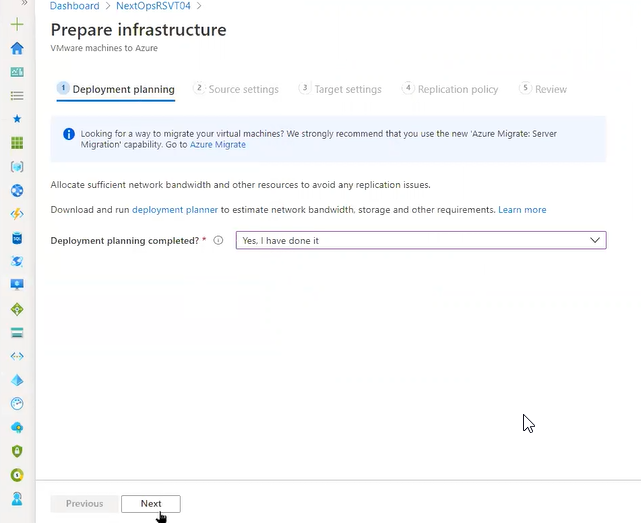 Dashboard > NextOpsRSVT04 >
Prepare infrastructure
VMware machines to Azure
1 Deployment planning 2 Source settings 3 Target settings 4 Replication policy 5 Review
Looking for a way to migrate your virtual machines? We strongly recommend that you use the new 'Azure Migrate: Server
Migration' capability. Go to Azure Migrate
Allocate sufficient network bandwidth and other resources to avoid any replication issues.
Download and run deployment planner to estimate network bandwidth, storage and other requirements. Learn more
Deployment planning completed? * Yes, I have done it
Previous Next